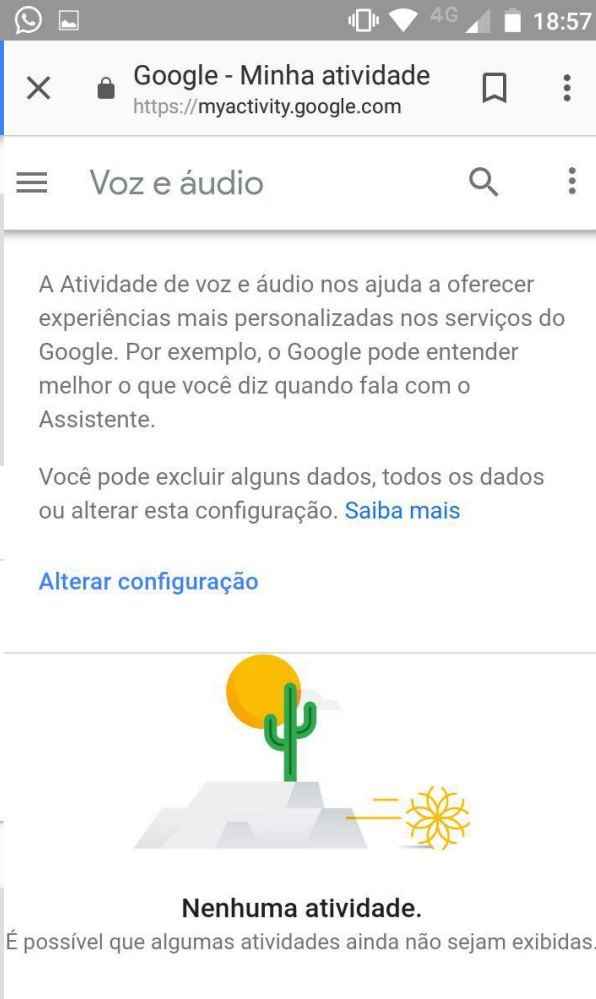 4G 18:57
Google - Minha atividade
https://myactivity.google.com
Voz e áudio
A Atividade de voz e áudio nos ajuda a oferecer
experiências mais personalizadas nos serviços do
Google. Por exemplo, o Google pode entender
melhor o que você diz quando fala com o
Assistente.
Você pode excluir alguns dados, todos os dados
ou alterar esta configuração. Saiba mais
Alterar configuração
Nenhuma atividade.
É possível que algumas atividades ainda não sejam exibidas.